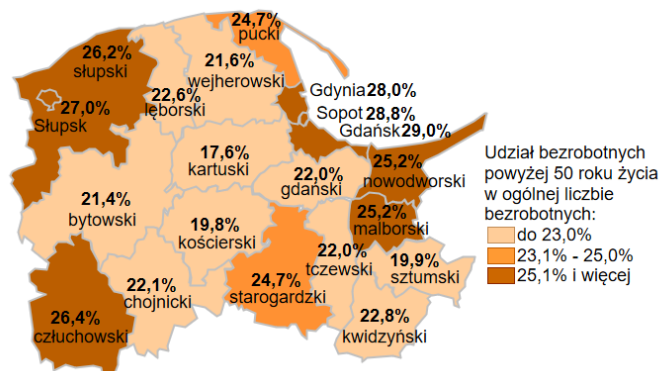 24,7%
pucki
26,2%
słupski
21,6%
wejherowski
Gdynia 28,0%
22,6%
lęborski
27,0%
Słupsk
Sopot 28,8%
Gdańsk 29,0%
17,6%
kartuski
22,0%
gdański
25,2%
nowodworski
21,4%
bytowski
19,8%
kościerski
25,2%
malborski
22,0%
tczewski
19,9%
sztumski
24,7%
starogardzki
22,1%
chojnicki
26,4%
człuchowski
22,8%
kwidzyński
Udział bezrobotnych
powyżej 50 roku życia
w ogólnej liczbie
bezrobotnych:
do 23,0%
23,1% - 25,0%
25,1% i więcej